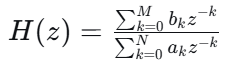 $H(z) = \frac{\sum_{k=0}^{M} b_k z^{-k}}{\sum_{k=0}^{N} a_k z^{-k}}$